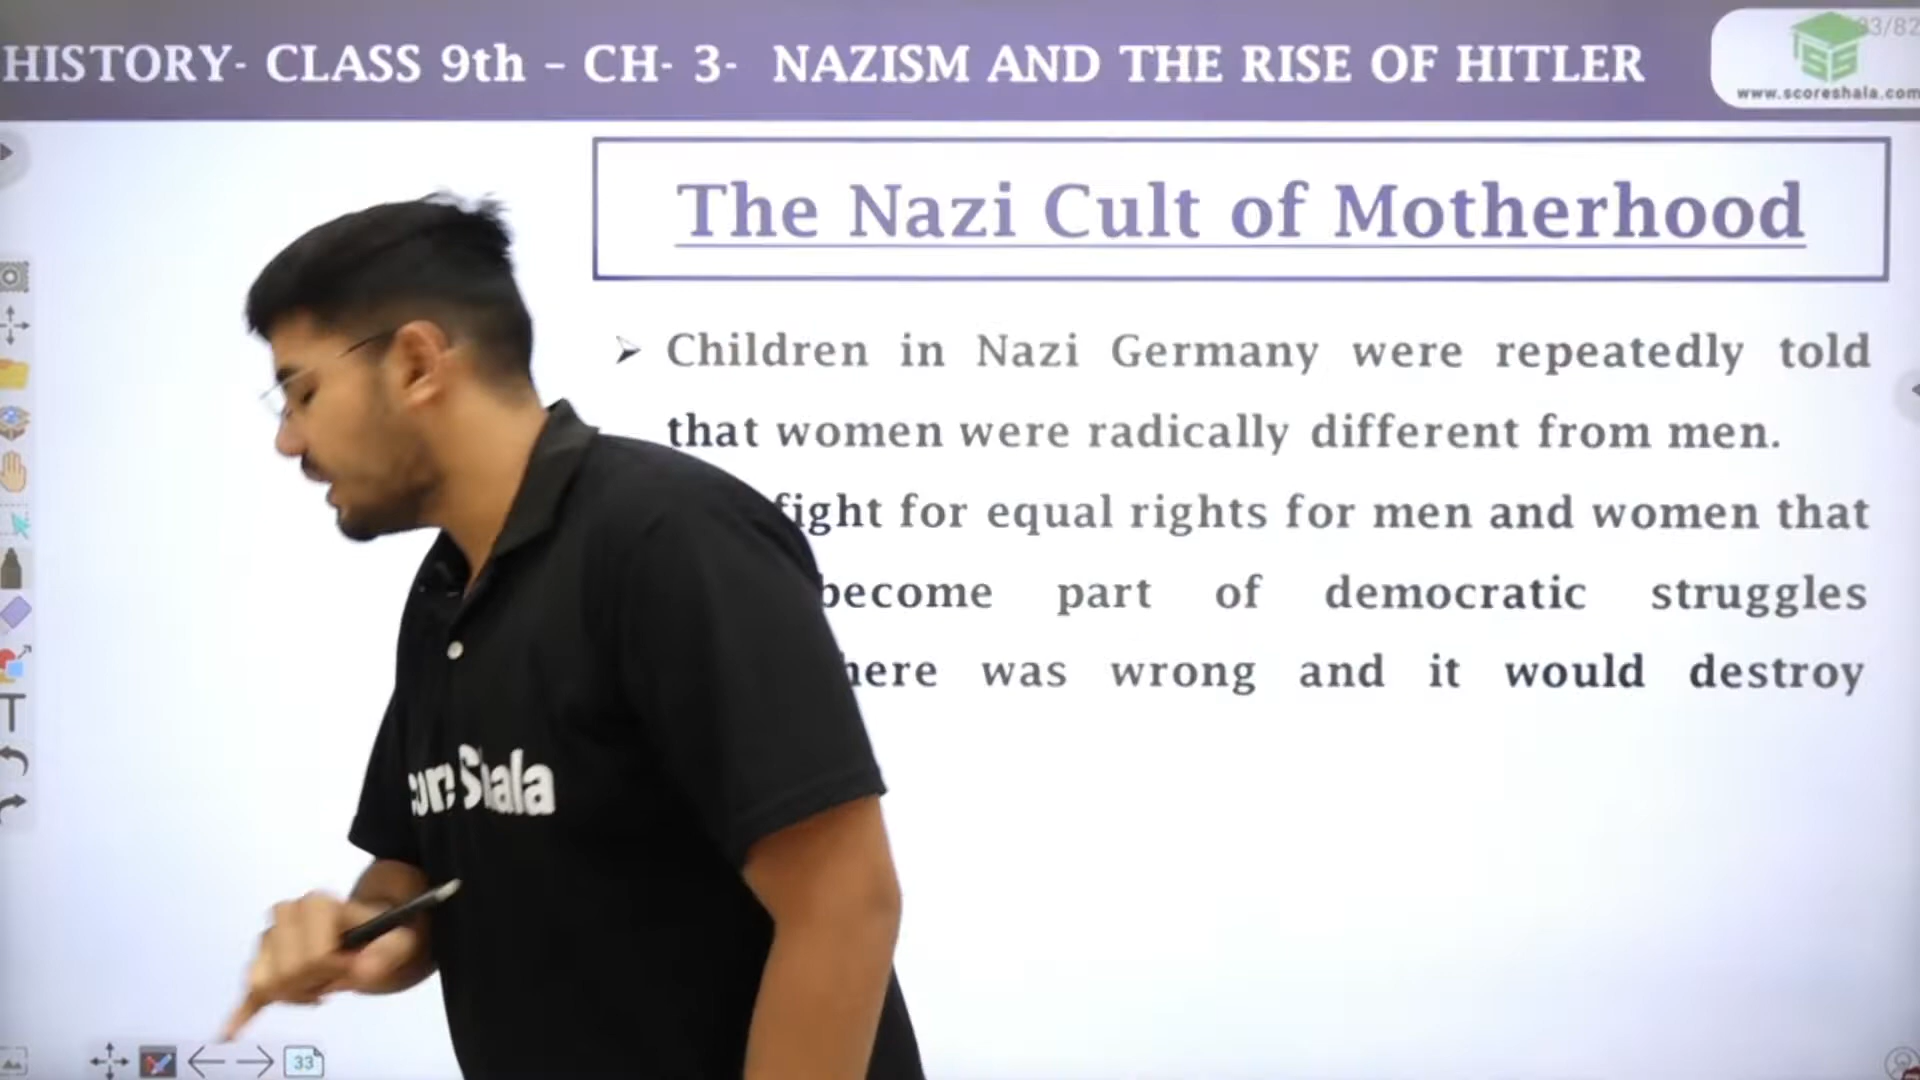 HISTORY- CLASS 9th – CH- 3- NAZISM AND THE RISE OF HITLER
33/82
www.scoreshala.com
The Nazi Cult of Motherhood
➢ Children in Nazi Germany were repeatedly told
that women were radically different from men.
fight for equal rights for men and women that
become part of democratic struggles
here was wrong and it would destroy
33